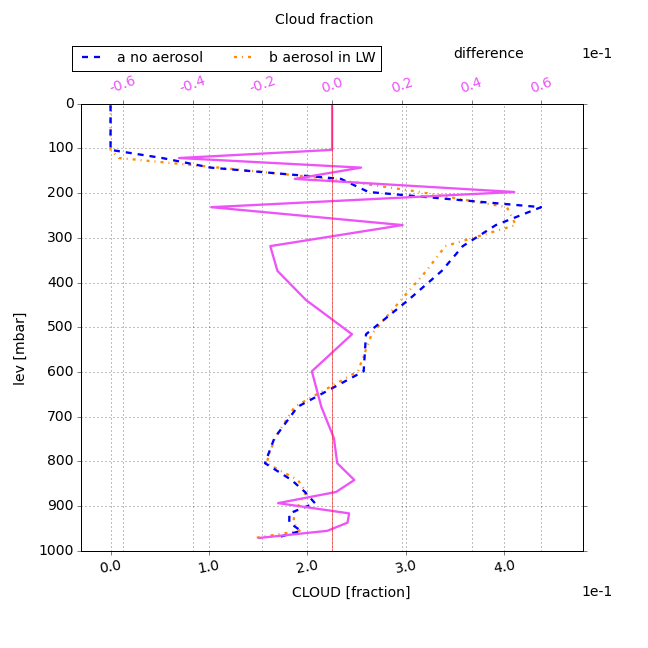 Cloud fraction
a no aerosol b aerosol in LW difference 1e-1
-0.6 -0.4 -0.2 0.0 0.2 0.4 0.6
0
100
200
300
400
500
600
700
800
900
1000
lev [mbar]
0.0 1.0 2.0 3.0 4.0
CLOUD [fraction] 1e-1